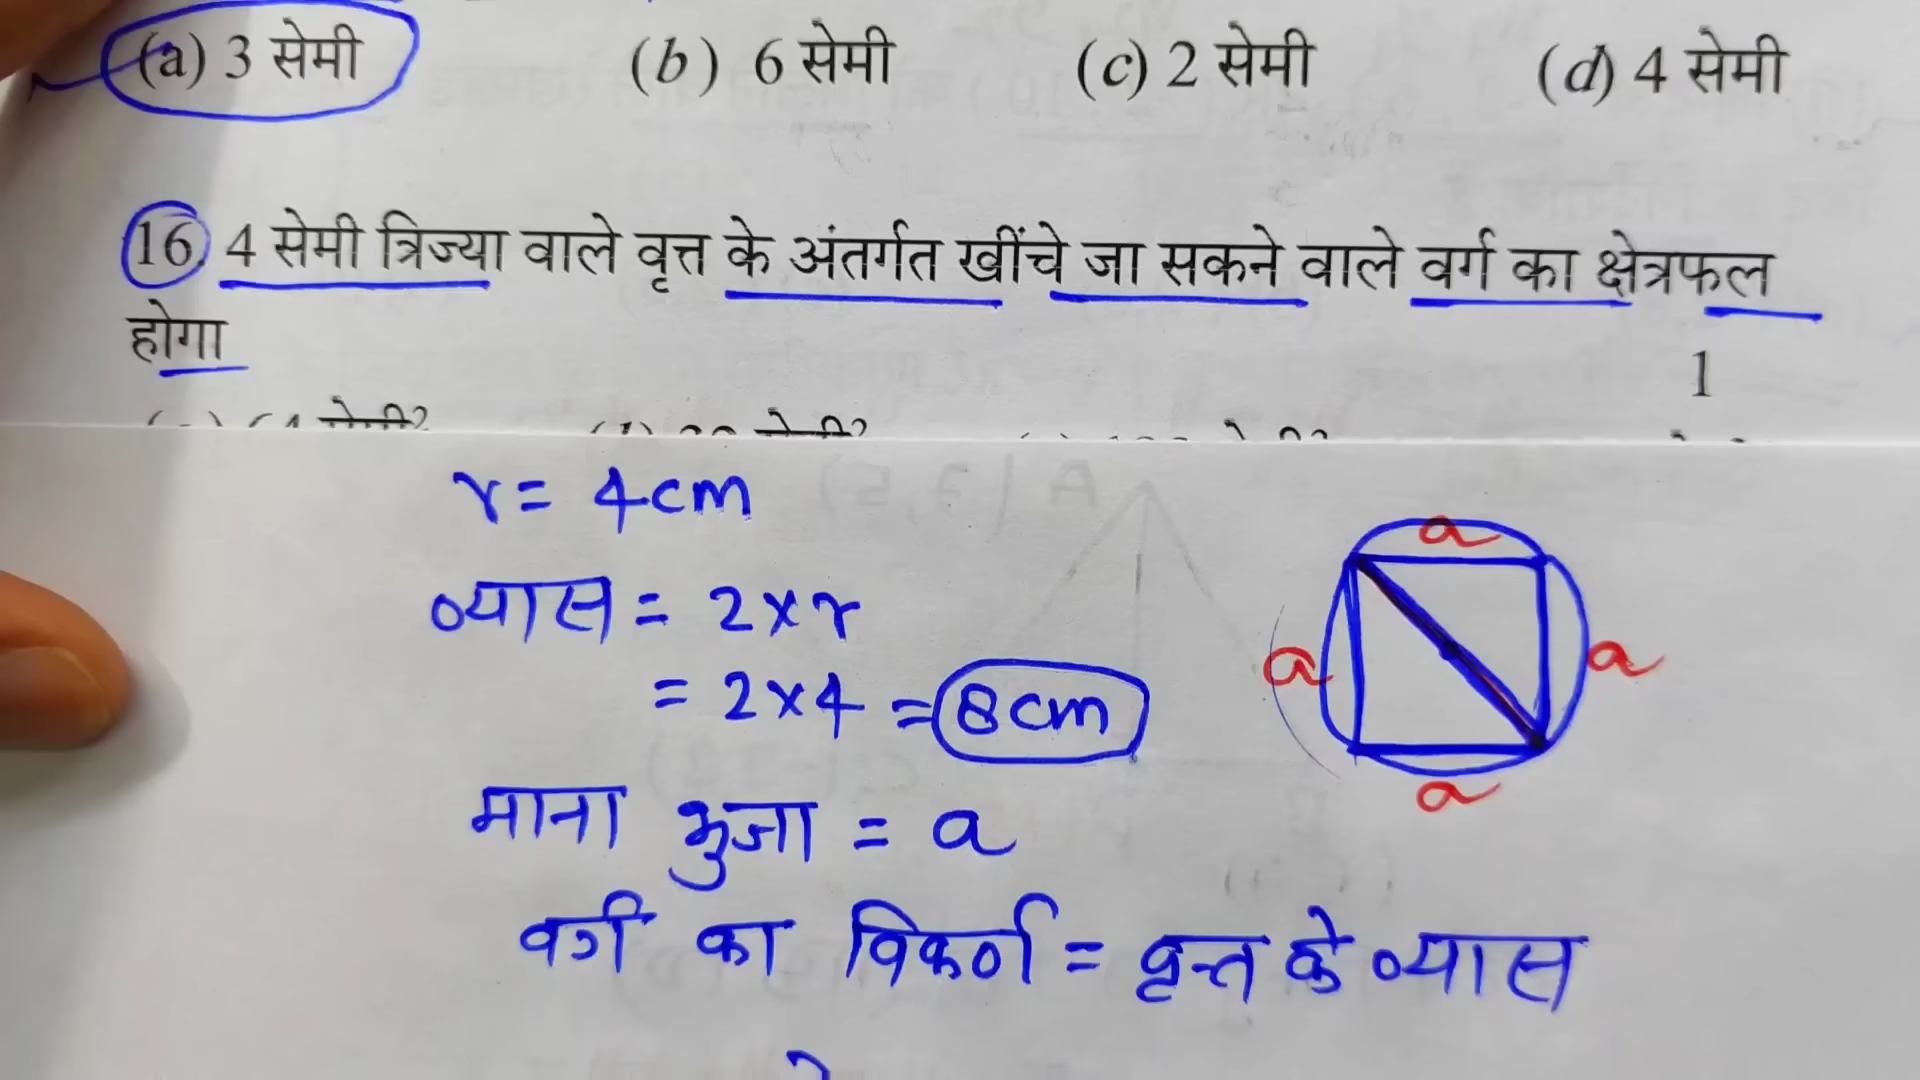 (a) 3 सेमी (b) 6 सेमी (c) 2 सेमी (d) 4 सेमी
16. 4 सेमी त्रिज्या वाले वृत्त के अंतर्गत खींचे जा सकने वाले वर्ग का क्षेत्रफल
होगा 1
r = 4cm
व्यास = 2×r
= 2×4 = 8cm
a
a a
a
माना भुजा = a
वर्ग का विकर्ण = वृत्त के व्यास